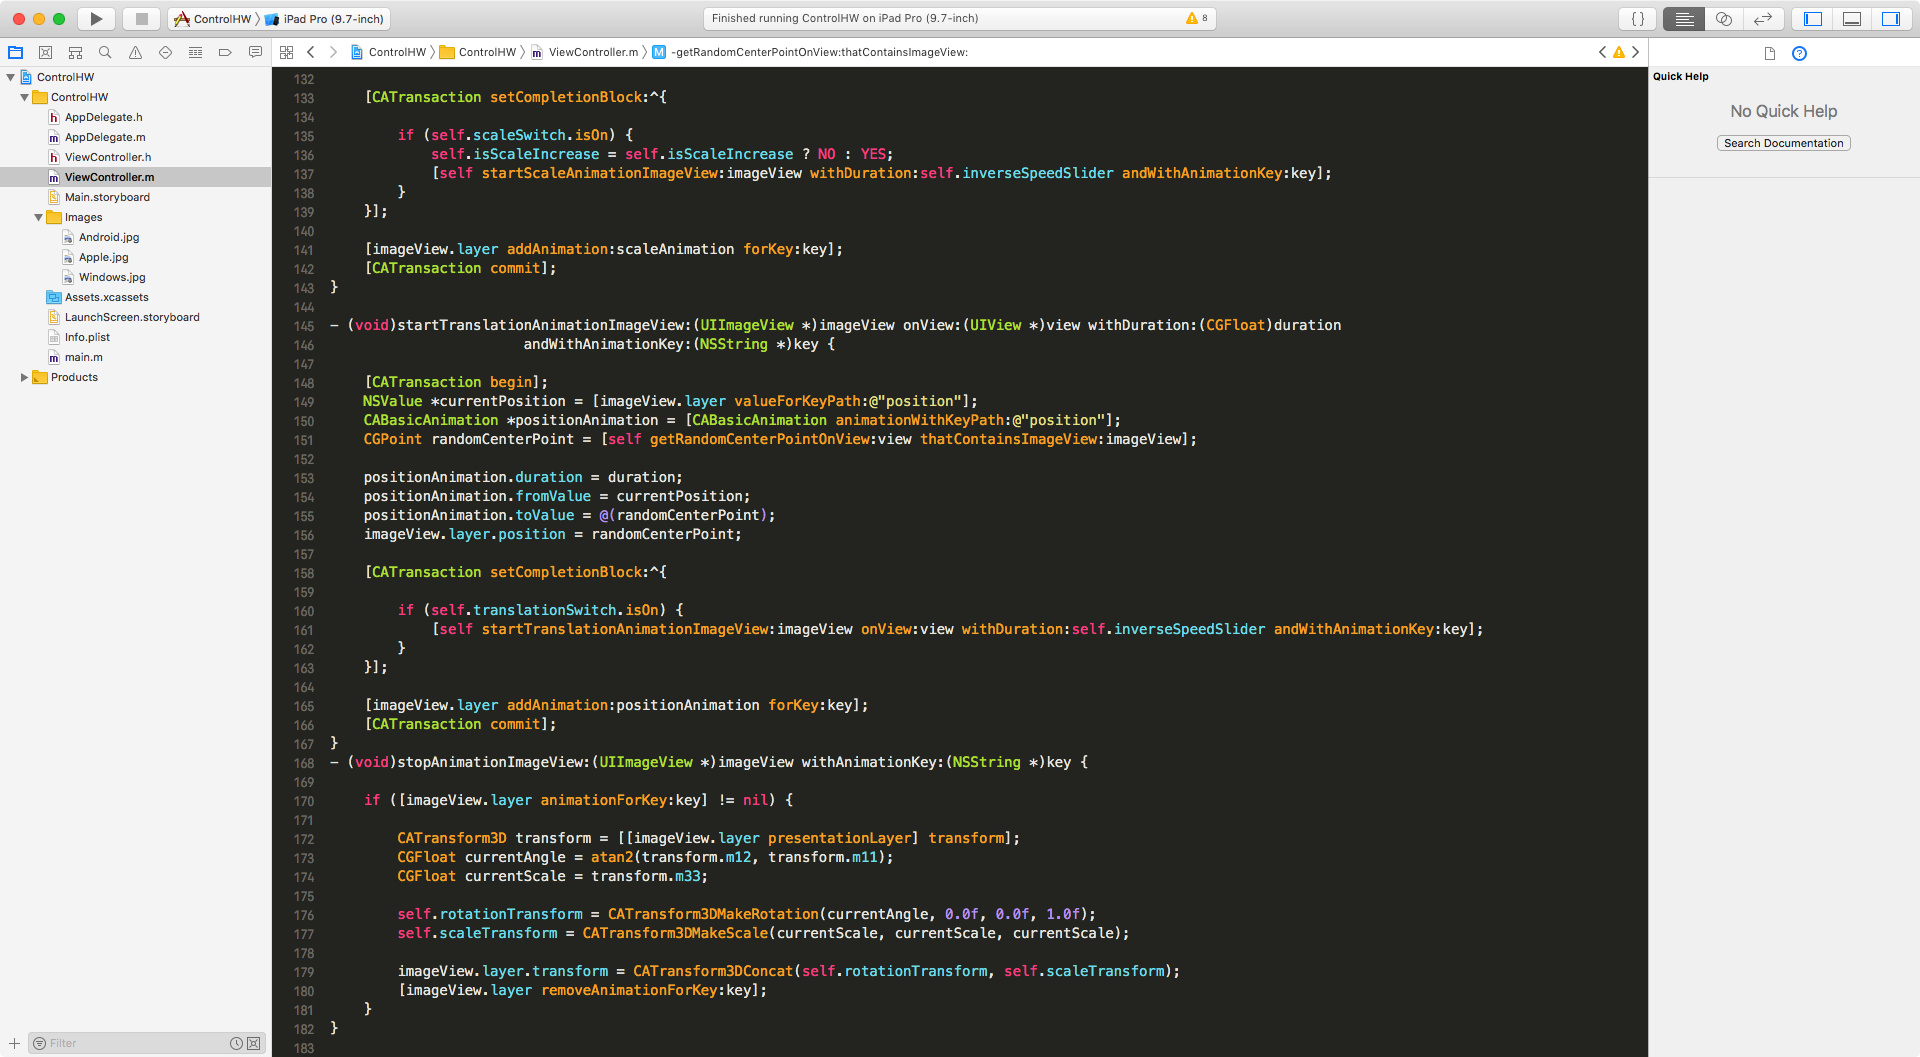 ControlHW
iPad Pro (9.7-inch)
Finished running ControlHW on iPad Pro (9.7-inch)
8
{ }
ControlHW
ControlHW
ViewController.m
M
-getRandomCenterPointOnView:thatContainsImageView:
ControlHW
ControlHW
h AppDelegate.h
m AppDelegate.m
h ViewController.h
m ViewController.m
Main.storyboard
Images
Android.jpg
Apple.jpg
Windows.jpg
Assets.xcassets
LaunchScreen.storyboard
Info.plist
m main.m
Products
Filter
132
133 [CATransaction setCompletionBlock:^{
134
135 if (self.scaleSwitch.isOn) {
136 self.isScaleIncrease = self.isScaleIncrease ? NO : YES;
137 [self startScaleAnimationImageView:imageView withDuration:self.inverseSpeedSlider andWithAnimationKey:key];
138 }
139 }];
140
141 [imageView.layer addAnimation:scaleAnimation forKey:key];
142 [CATransaction commit];
143 }
144
145 - (void)startTranslationAnimationImageView:(UIImageView *)imageView onView:(UIView *)view withDuration:(CGFloat)duration
146 andWithAnimationKey:(NSString *)key {
147
148 [CATransaction begin];
149 NSValue *currentPosition = [imageView.layer valueForKeyPath:@"position"];
150 CABasicAnimation *positionAnimation = [CABasicAnimation animationWithKeyPath:@"position"];
151 CGPoint randomCenterPoint = [self getRandomCenterPointOnView:view thatContainsImageView:imageView];
152
153 positionAnimation.duration = duration;
154 positionAnimation.fromValue = currentPosition;
155 positionAnimation.toValue = @(randomCenterPoint);
156 imageView.layer.position = randomCenterPoint;
157
158 [CATransaction setCompletionBlock:^{
159
160 if (self.translationSwitch.isOn) {
161 [self startTranslationAnimationImageView:imageView onView:view withDuration:self.inverseSpeedSlider andWithAnimationKey:key];
162 }
163 }];
164
165 [imageView.layer addAnimation:positionAnimation forKey:key];
166 [CATransaction commit];
167 }
168 - (void)stopAnimationImageView:(UIImageView *)imageView withAnimationKey:(NSString *)key {
169
170 if ([imageView.layer animationForKey:key] != nil) {
171
172 CATransform3D transform = [[imageView.layer presentationLayer] transform];
173 CGFloat currentAngle = atan2(transform.m12, transform.m11);
174 CGFloat currentScale = transform.m33;
175
176 self.rotationTransform = CATransform3DMakeRotation(currentAngle, 0.0f, 0.0f, 1.0f);
177 self.scaleTransform = CATransform3DMakeScale(currentScale, currentScale, currentScale);
178
179 imageView.layer.transform = CATransform3DConcat(self.rotationTransform, self.scaleTransform);
180 [imageView.layer removeAnimationForKey:key];
181 }
182 }
183
Quick Help
No Quick Help
Search Documentation